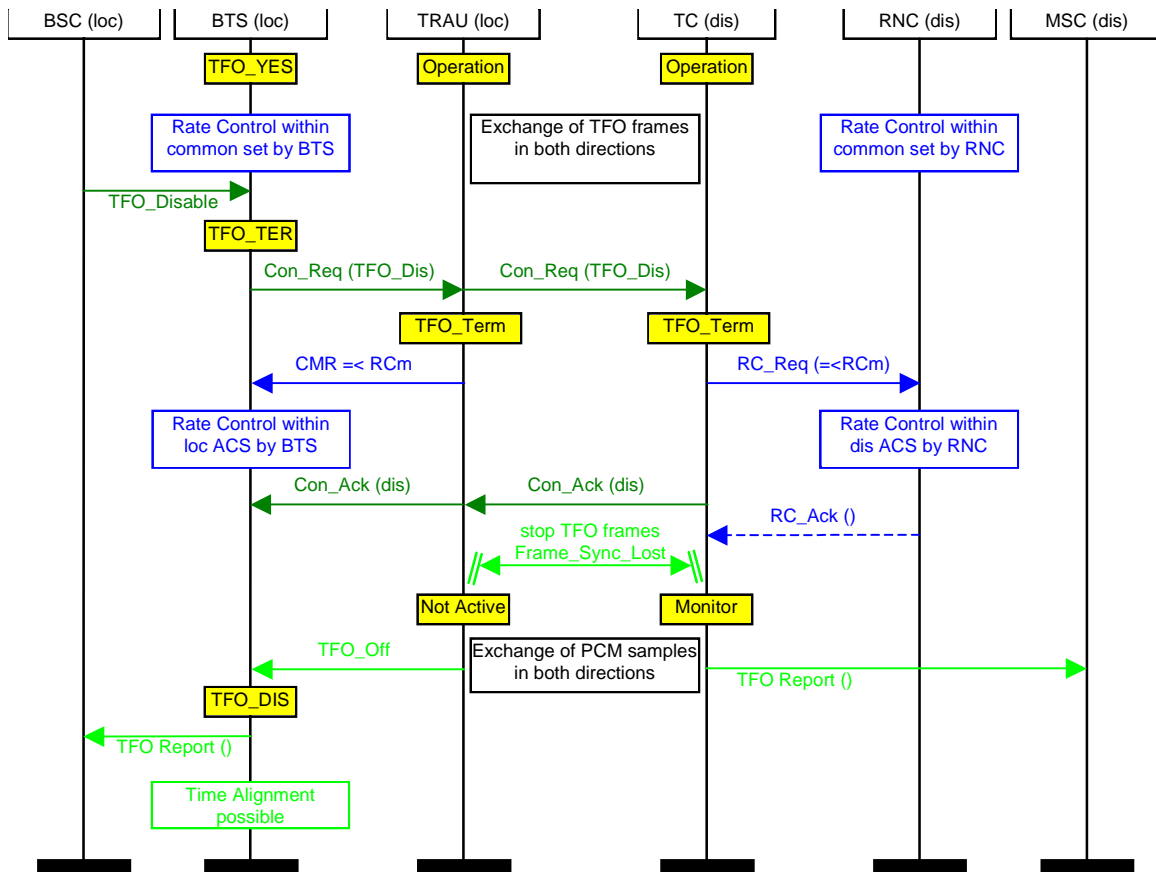 BSC (loc)
BTS (loc)
TRAU (loc)
TC (dis)
RNC (dis)
MSC (dis)
TFO_YES
Operation
Operation
Rate Control within
common set by BTS
Exchange of TFO frames
in both directions
Rate Control within
common set by RNC
TFO_Disable
TFO_TER
Con_Req (TFO_Dis)
Con_Req (TFO_Dis)
TFO_Term
TFO_Term
CMR =< RCm
RC_Req (=<RCm)
Rate Control within
loc ACS by BTS
Rate Control within
dis ACS by RNC
Con_Ack (dis)
Con_Ack (dis)
RC_Ack ()
stop TFO frames
Frame_Sync_Lost
Not Active
Monitor
TFO_Off
Exchange of PCM samples
in both directions
TFO Report ()
TFO_DIS
TFO Report ()
Time Alignment
possible